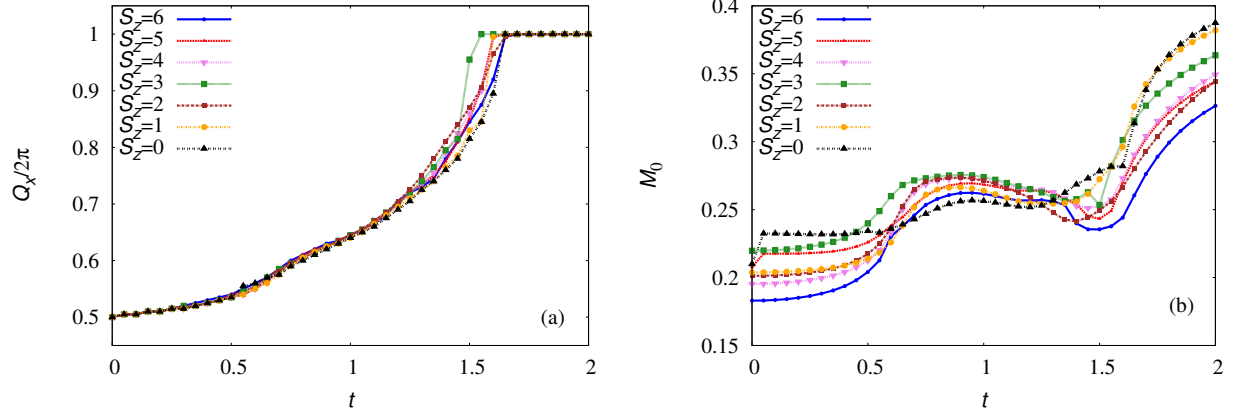 S_z=6
S_z=5
S_z=4
S_z=3
S_z=2
S_z=1
S_z=0
1
0.9
0.8
0.7
0.6
0.5
Q_x/2π
0 0.5 1 1.5 2
t
(a)
S_z=6
S_z=5
S_z=4
S_z=3
S_z=2
S_z=1
S_z=0
0.4
0.35
0.3
0.25
0.2
0.15
M_0
0 0.5 1 1.5 2
t
(b)